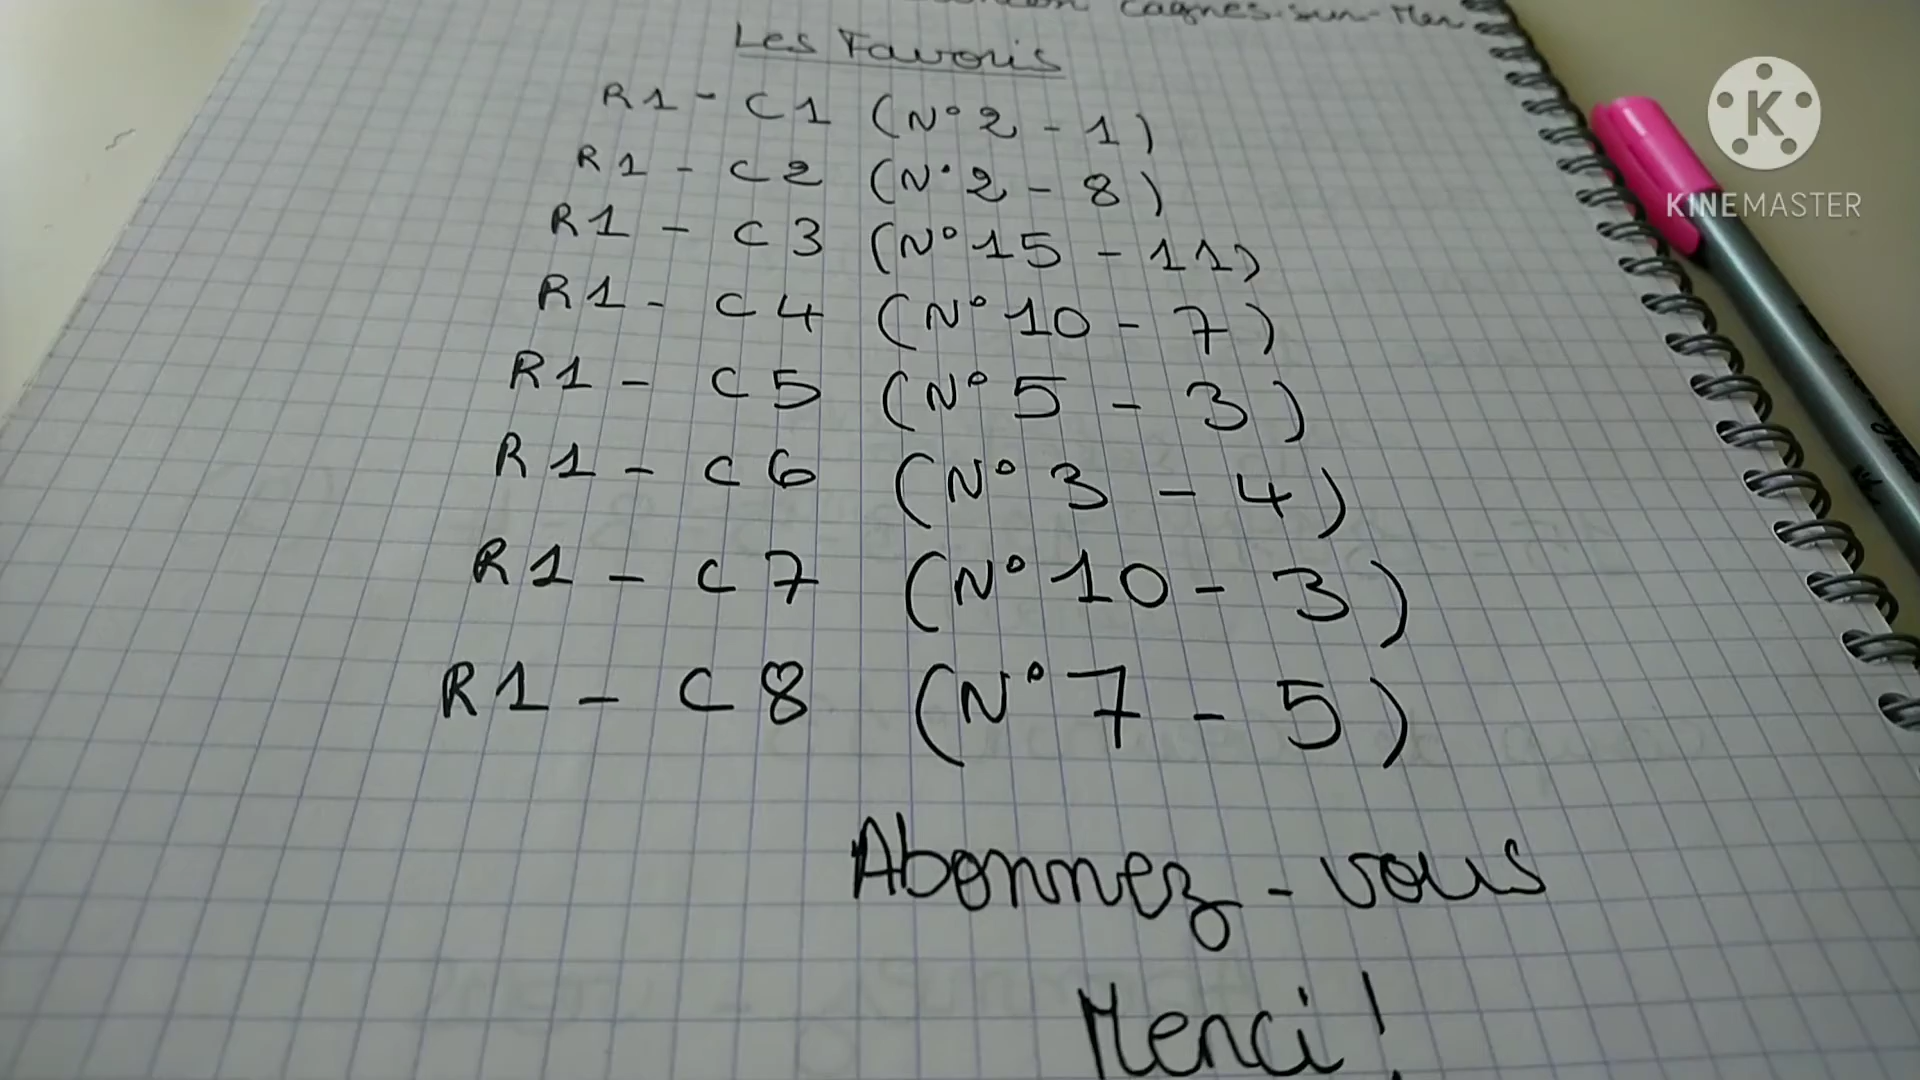 Cagnes-sur-Mer
Les Favoris
R1 - C1 (N° 2 - 1)
R1 - C2 (N° 2 - 8)
R1 - C3 (N° 15 - 11)
R1 - C4 (N° 10 - 7)
R1 - C5 (N° 5 - 3)
R1 - C6 (N° 3 - 4)
R1 - C7 (N° 10 - 3)
R1 - C8 (N° 7 - 5)
Abonnez-vous
Merci !
K
KINEMASTER